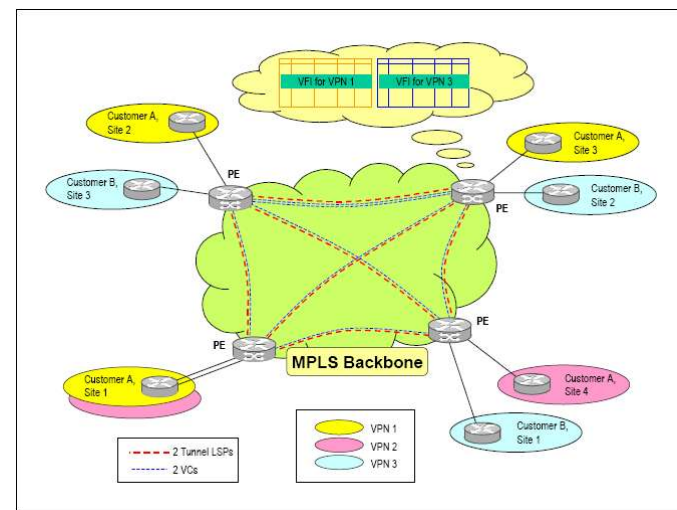 VFI for VPN 1
VFI for VPN 3
Customer A,
Site 2
Customer A,
Site 3
PE
Customer B,
Site 3
Customer B,
Site 2
PE
PE
PE
MPLS Backbone
Customer A,
Site 1
Customer A,
Site 4
Customer B,
Site 1
2 Tunnel LSPs
2 VCs
VPN 1
VPN 2
VPN 3